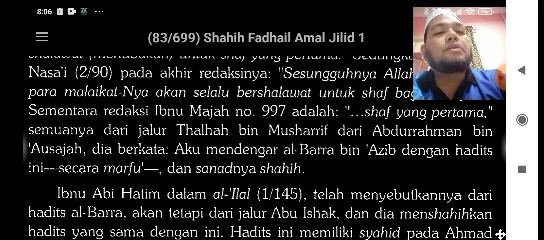 8:06
(83/699) Shahih Fadhail Amal Jilid 1
Nasa'i (2/90) pada akhir redaksinya: "Sesungguhnya Allah
para malaikat-Nya akan selalu bershalawat untuk shaf
Sementara redaksi Ibnu Majah no. 997 adalah: "...shaf yang pertama,"
semuanya dari jalur Thalhah bin Musharrif dari Abdurrahman bin
'Ausajah, dia berkata: Aku mendengar al-Barra bin 'Azib dengan hadits
ini--secara marfu'—, dan sanadnya shahih.
Ibnu Abi Hatim dalam al-'Ilal (1/145), telah menyebutkannya dari
hadits al-Barra, akan tetapi dari jalur Abu Ishak, dan dia menshahihkan
hadits yang sama dengan ini. Hadits ini memiliki syahid pada Ahmad